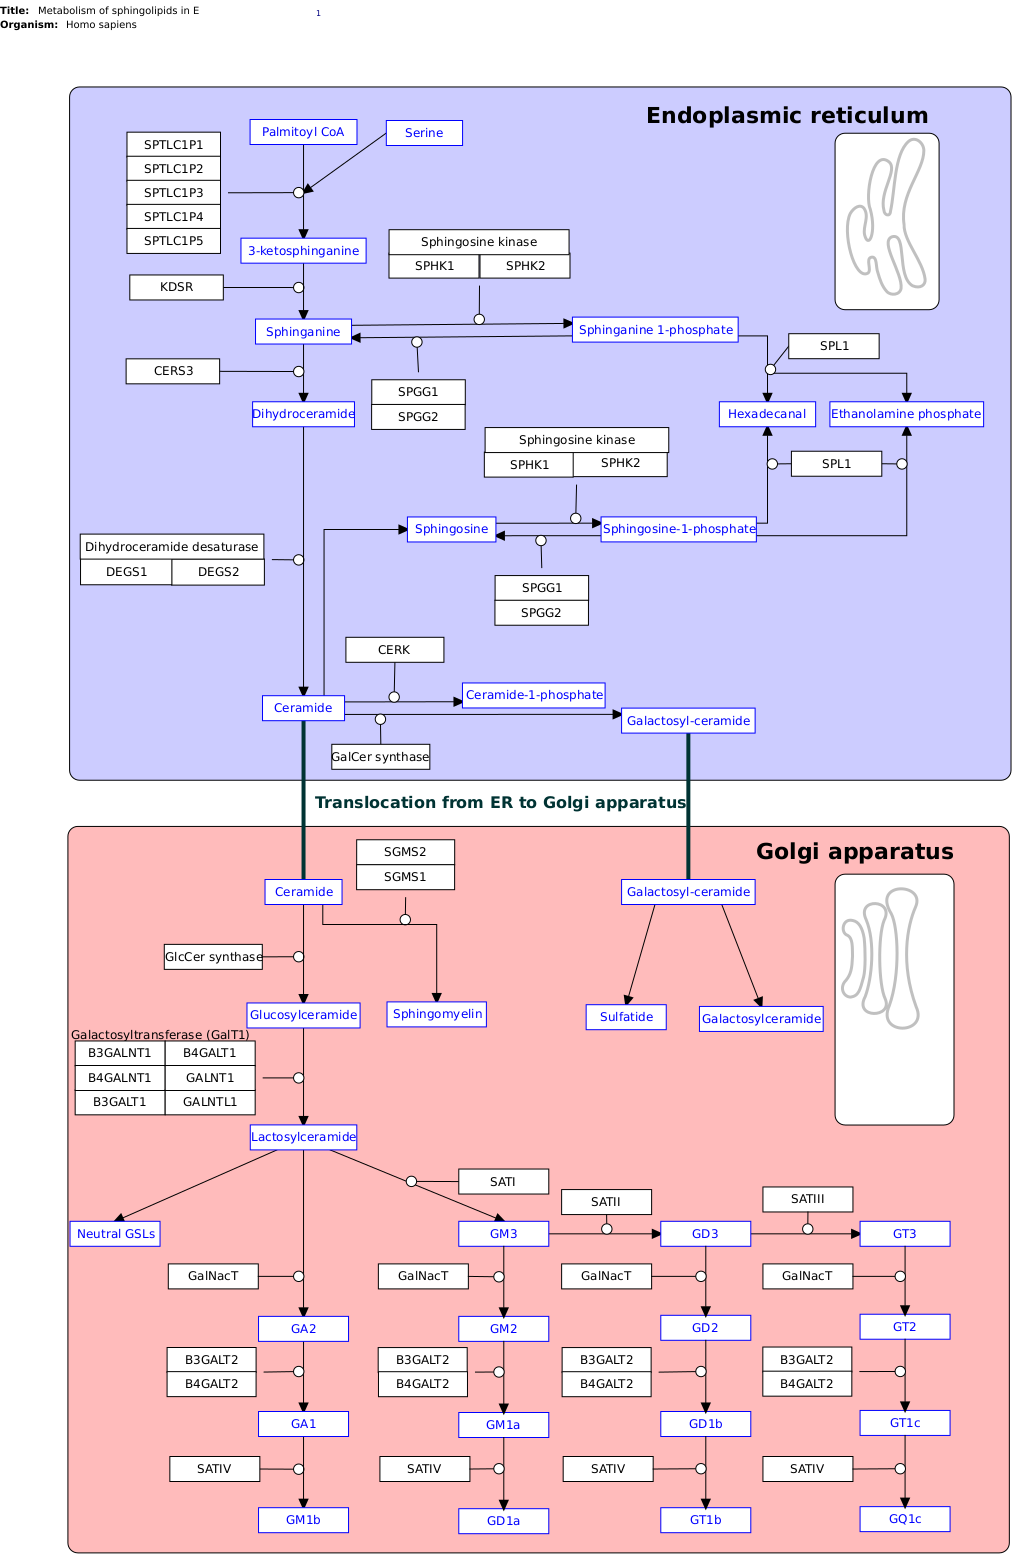 Title: Metabolism of sphingolipids in E
1
Organism: Homo sapiens
Endoplasmic reticulum
Palmitoyl CoA
Serine
SPTLC1P1
SPTLC1P2
SPTLC1P3
SPTLC1P4
SPTLC1P5
3-ketosphinganine
Sphingosine kinase
SPHK1 SPHK2
KDSR
Sphinganine
Sphinganine 1-phosphate
SPL1
CERS3
SPGG1
SPGG2
Dihydroceramide
Hexadecanal
Ethanolamine phosphate
Sphingosine kinase
SPHK1 SPHK2
SPL1
Sphingosine
Sphingosine-1-phosphate
Dihydroceramide desaturase
DEGS1 DEGS2
SPGG1
SPGG2
CERK
Ceramide
Ceramide-1-phosphate
Galactosyl-ceramide
GalCer synthase
Translocation from ER to Golgi apparatus
Golgi apparatus
SGMS2
SGMS1
Ceramide
Galactosyl-ceramide
GlcCer synthase
Glucosylceramide
Sphingomyelin
Sulfatide
Galactosylceramide
Galactosyltransferase (GalT1)
B3GALNT1 B4GALT1
B4GALNT1 GALNT1
B3GALT1 GALNTL1
Lactosylceramide
SATI
SATII
SATIII
Neutral GSLs
GM3
GD3
GT3
GalNacT
GalNacT
GalNacT
GalNacT
GA2
GM2
GD2
GT2
B3GALT2
B4GALT2
B3GALT2
B4GALT2
B3GALT2
B4GALT2
B3GALT2
B4GALT2
GA1
GM1a
GD1b
GT1c
SATIV
SATIV
SATIV
SATIV
GM1b
GD1a
GT1b
GQ1c